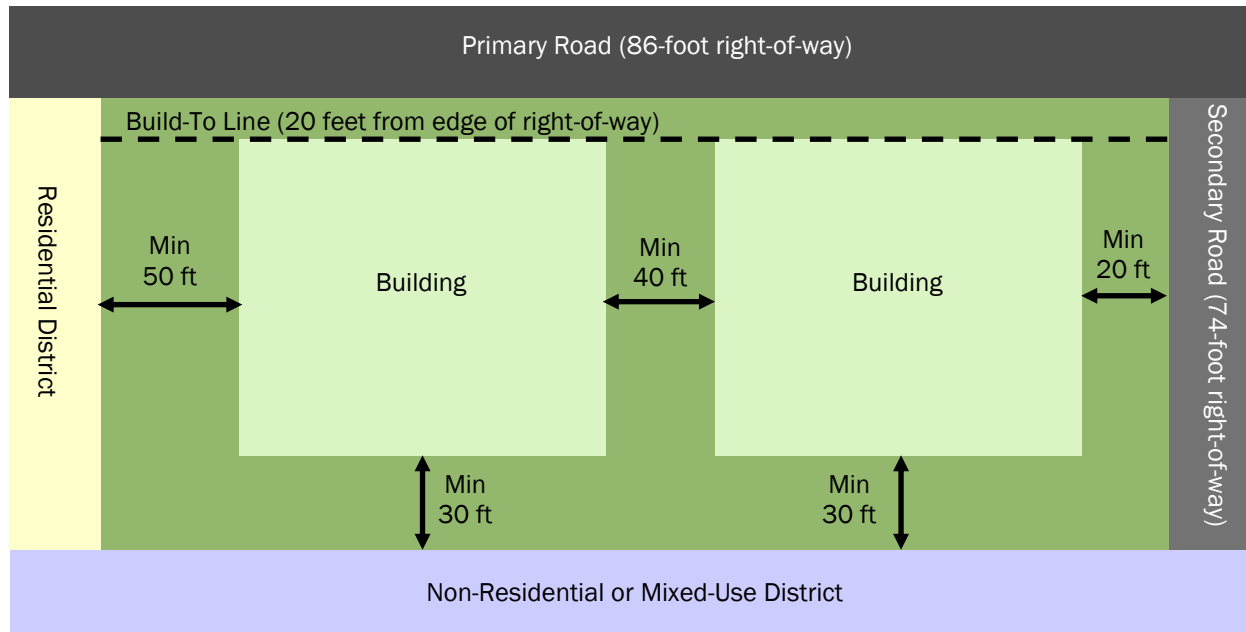 Primary Road (86-foot right-of-way)
Build-To Line (20 feet from edge of right-of-way)
Residential District
Min
50 ft
Building
Min
40 ft
Building
Min
20 ft
Secondary Road (74-foot right-of-way)
Min
30 ft
Min
30 ft
Non-Residential or Mixed-Use District